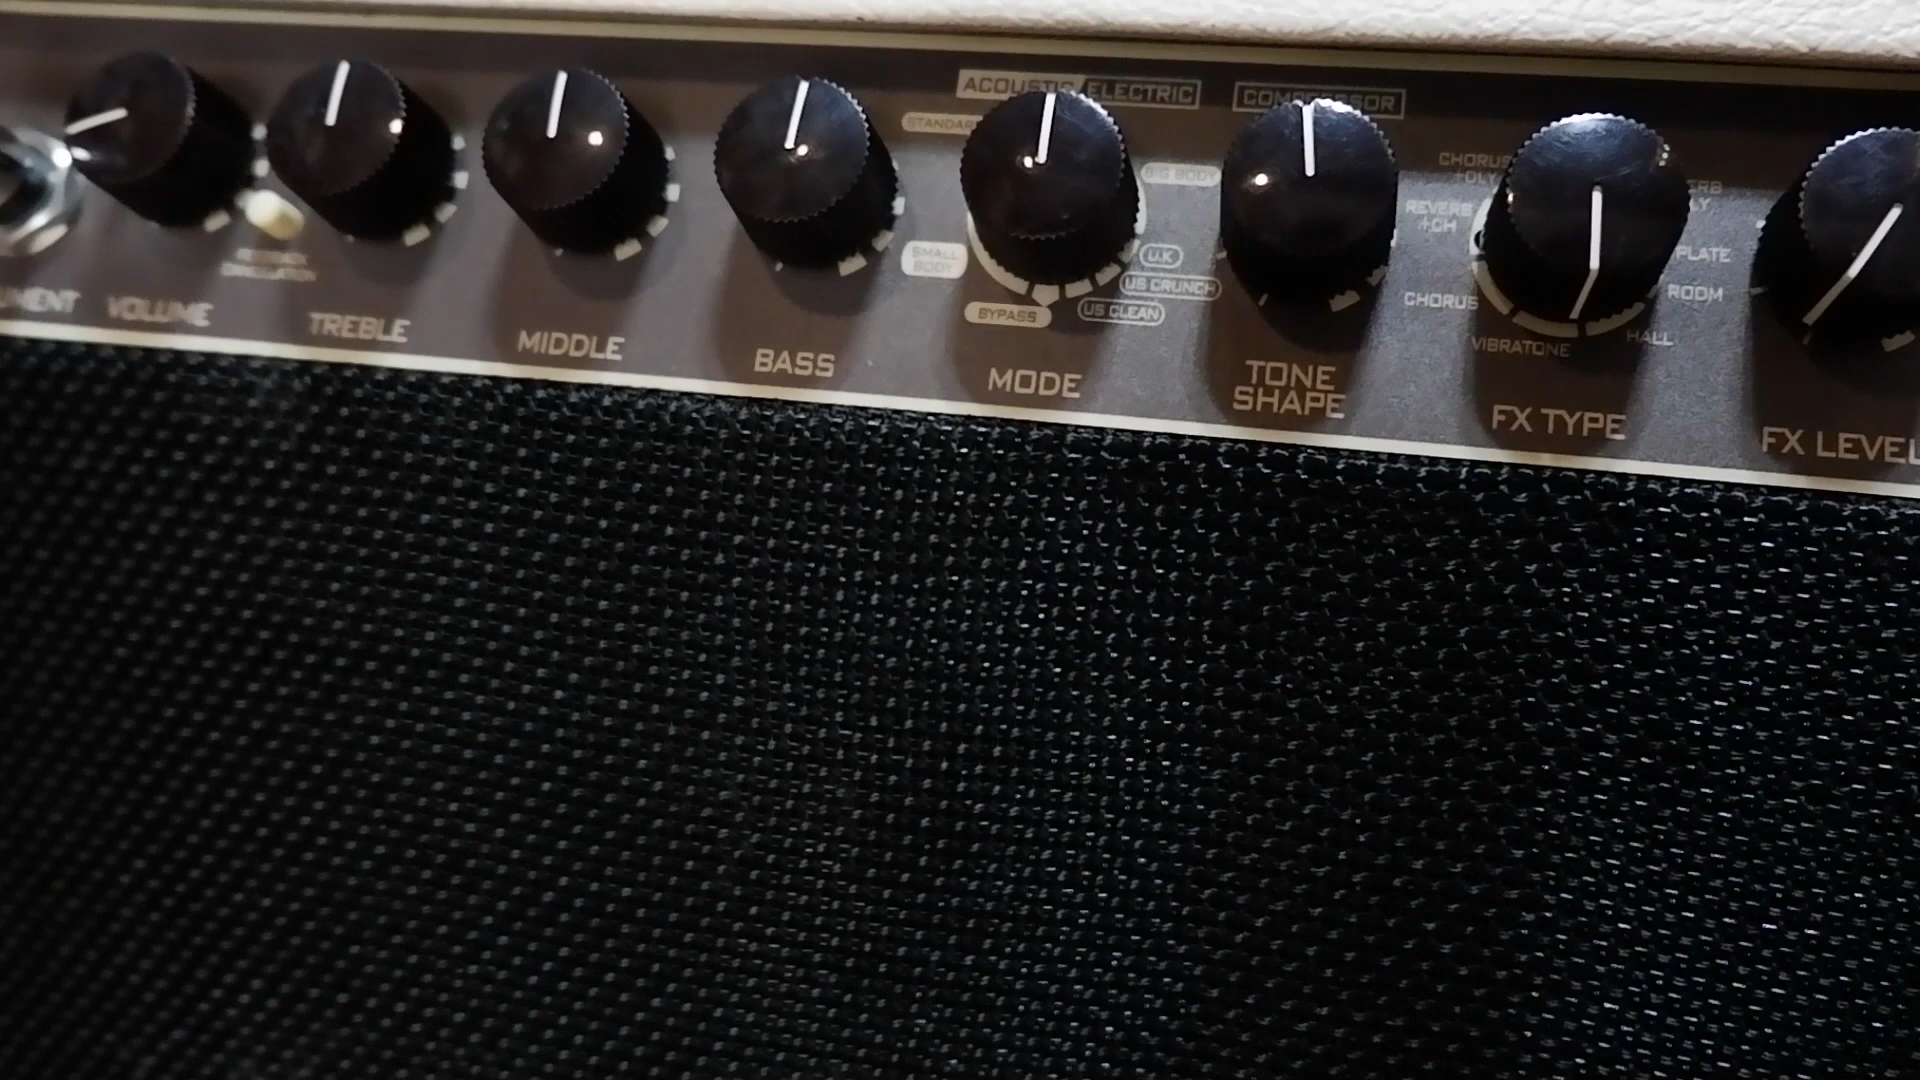 ACOUSTIC ELECTRIC
COMPRESSOR
STANDARD
BIG BODY
SMALL
BODY
U.K
US CRUNCH
US CLEAN
BYPASS
CHORUS
REVERB
+CH
CHORUS
VIBRATONE
HALL
ROOM
PLATE
FEEDBACK
VOLUME
TREBLE
MIDDLE
BASS
MODE
TONE
SHAPE
FX TYPE
FX LEVEL